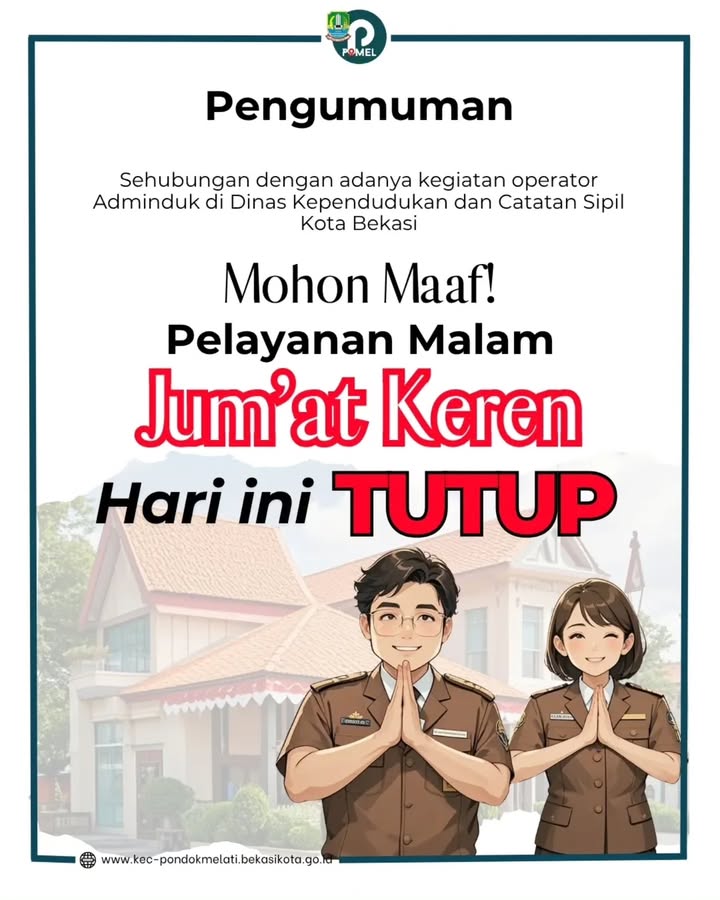 POMEL
Pengumuman
Sehubungan dengan adanya kegiatan operator
Adminduk di Dinas Kependudukan dan Catatan Sipil
Kota Bekasi
Mohon Maaf!
Pelayanan Malam
Jum'at Keren
Hari ini TUTUP
www.kec-pondokmelati.bekasikota.go.id